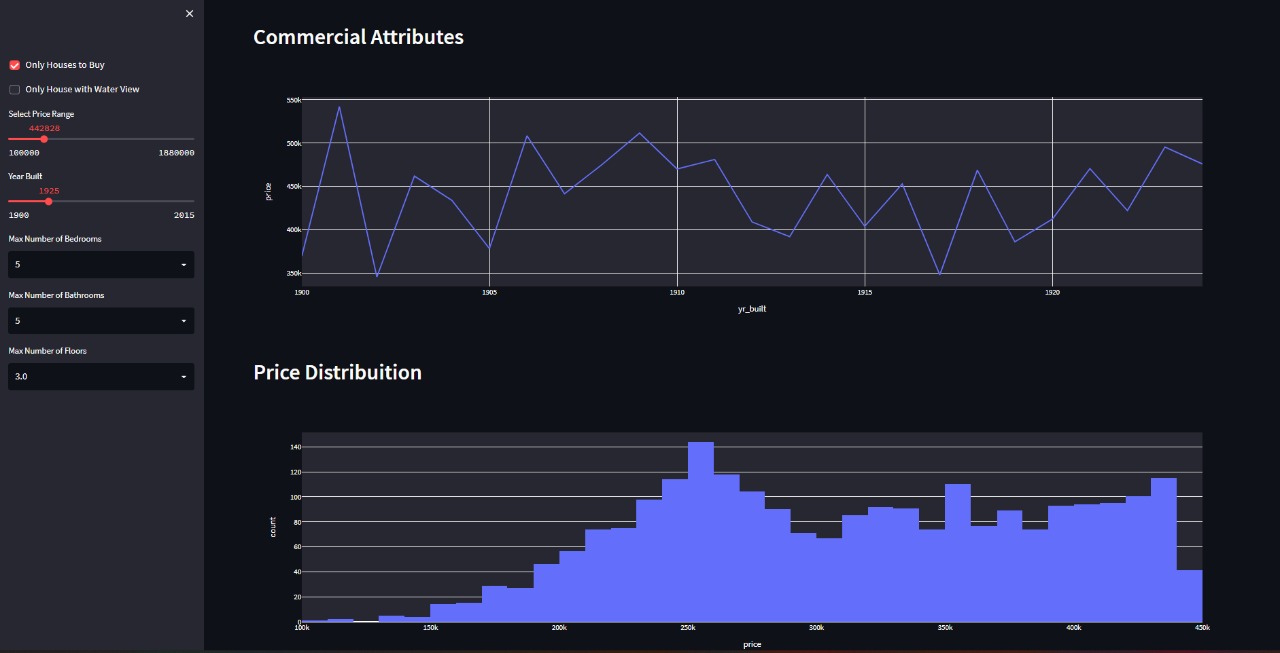 ×
Only Houses to Buy
Only House with Water View
Select Price Range
442828
100000 1880000
Year Built
1925
1900 2015
Max Number of Bedrooms
5
Max Number of Bathrooms
5
Max Number of Floors
3.0
Commercial Attributes
550k
500k
450k
400k
350k
price
1900 1905 1910 1915 1920
yr_built
Price Distribuition
140
120
100
80
60
40
20
0
count
100k 150k 200k 250k 300k 350k 400k 450k
price